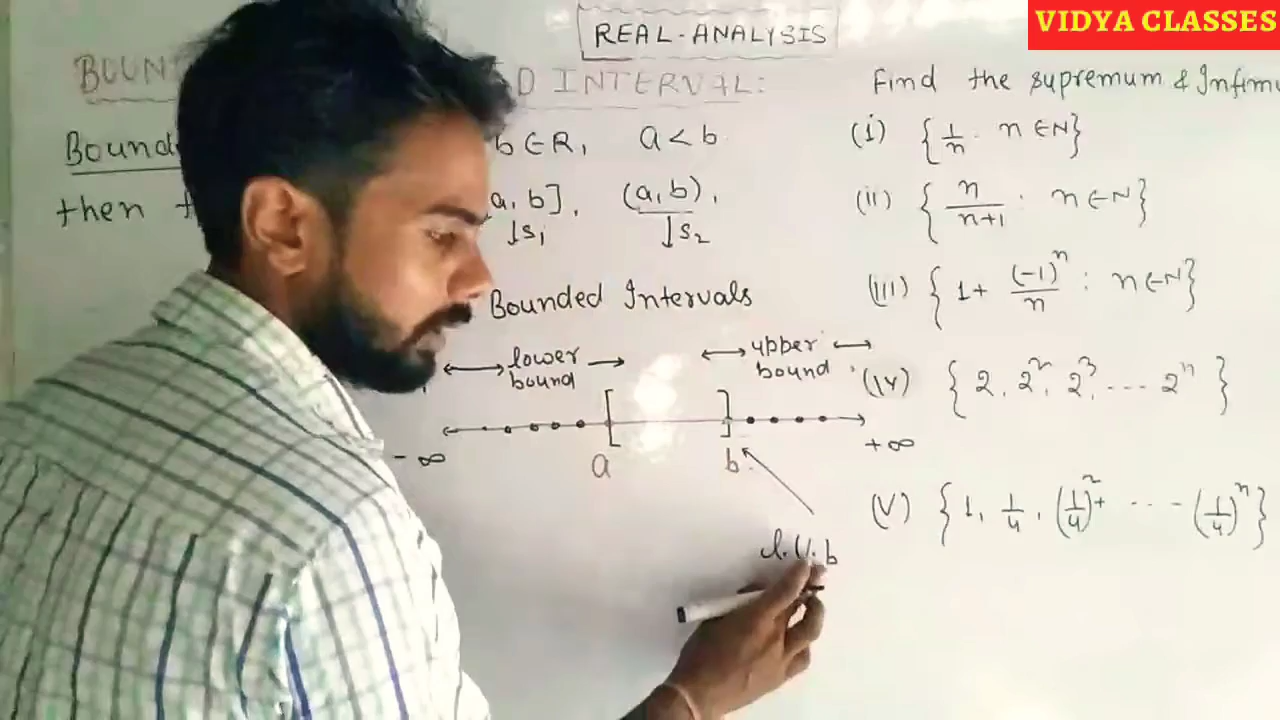 VIDYA CLASSES
REAL-ANALYSIS
BOUN D INTERVAL:
Bound b ∈ R, a < b
then a, b], (a, b),
↓S₁ ↓S₂
Bounded Intervals
lower bound
upper bound
-∞ a b +∞
l.u.b
Find the supremum & Infimu
(i) {1/n : n ∈ N}
(ii) {n/(n+1) : n ∈ N}
(iii) {1 + (-1)ⁿ/n : n ∈ N}
(iv) {2, 2², 2³, .... 2ⁿ}
(v) {1, 1/4, (1/4)²+ ... - (1/4)ⁿ}